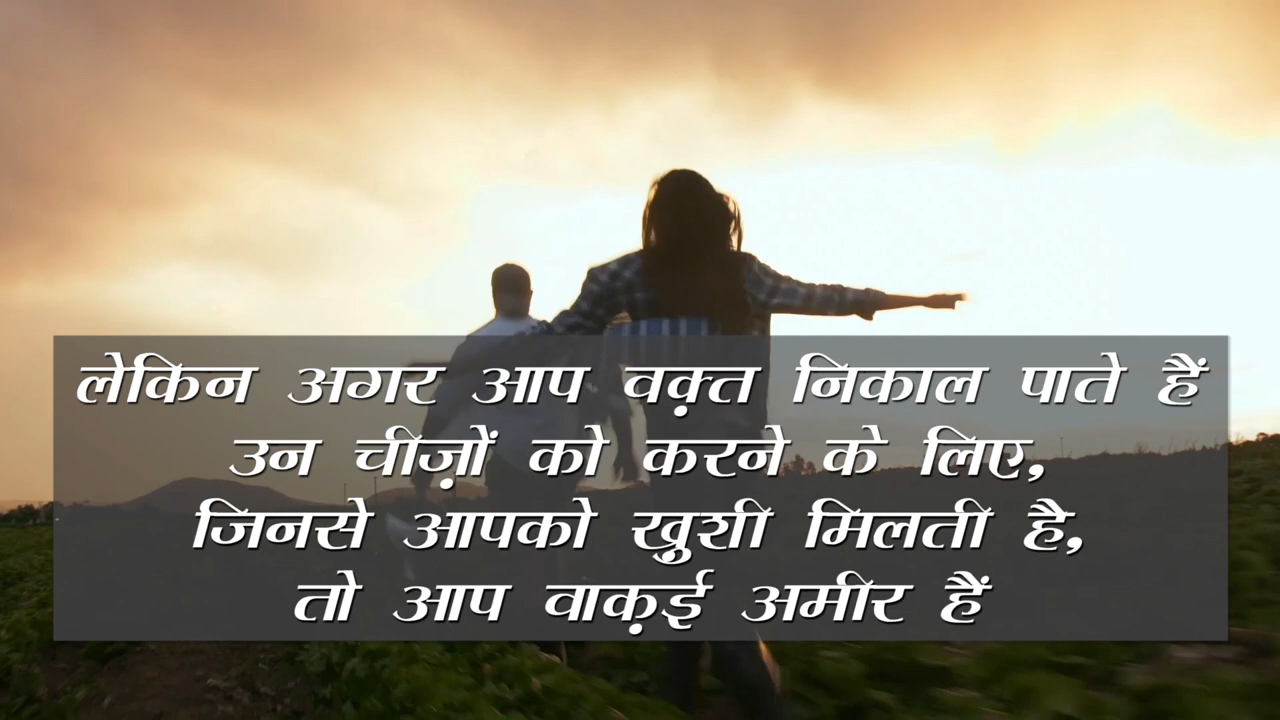 लेकिन अगर आप वक़्त निकाल पाते हैं
उन चीज़ों को करने के लिए,
जिनसे आपको खुशी मिलती है,
तो आप वाक़ई अमीर हैं